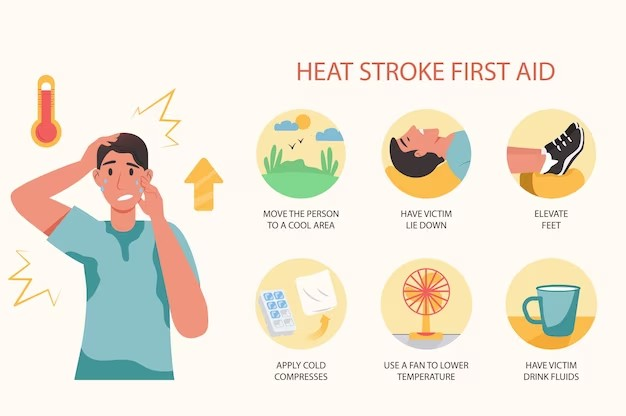 HEAT STROKE FIRST AID
MOVE THE PERSON
TO A COOL AREA
HAVE VICTIM
LIE DOWN
ELEVATE
FEET
APPLY COLD
COMPRESSES
USE A FAN TO LOWER
TEMPERATURE
HAVE VICTIM
DRINK FLUIDS